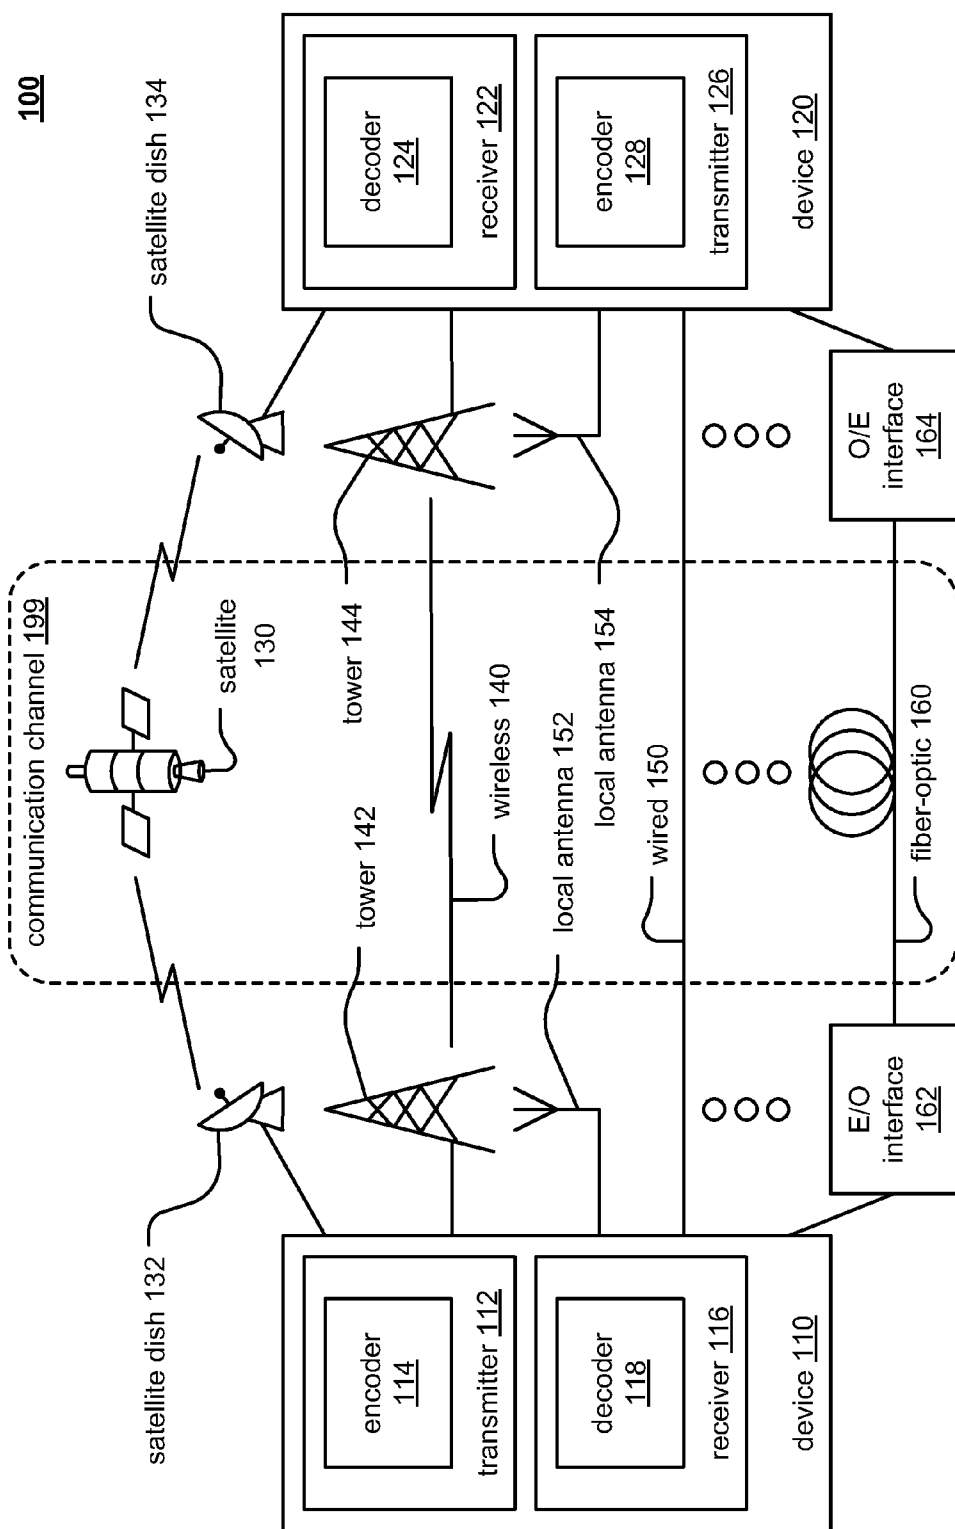 100
communication channel 199
satellite dish 132
satellite dish 134
satellite
130
tower 142
tower 144
wireless 140
local antenna 152
local antenna 154
wired 150
fiber-optic 160
encoder
114
transmitter 112
decoder
118
receiver 116
device 110
decoder
124
receiver 122
encoder
128
transmitter 126
device 120
E/O
interface
162
O/E
interface
164